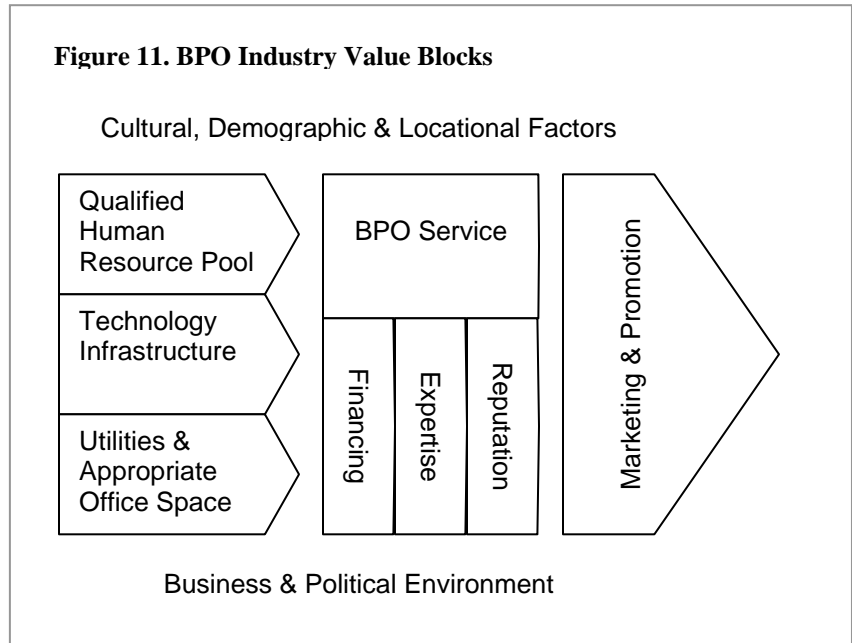 Figure 11. BPO Industry Value Blocks
Cultural, Demographic & Locational Factors
Qualified
Human
Resource Pool
Technology
Infrastructure
Utilities &
Appropriate
Office Space
BPO Service
Financing
Expertise
Reputation
Marketing & Promotion
Business & Political Environment